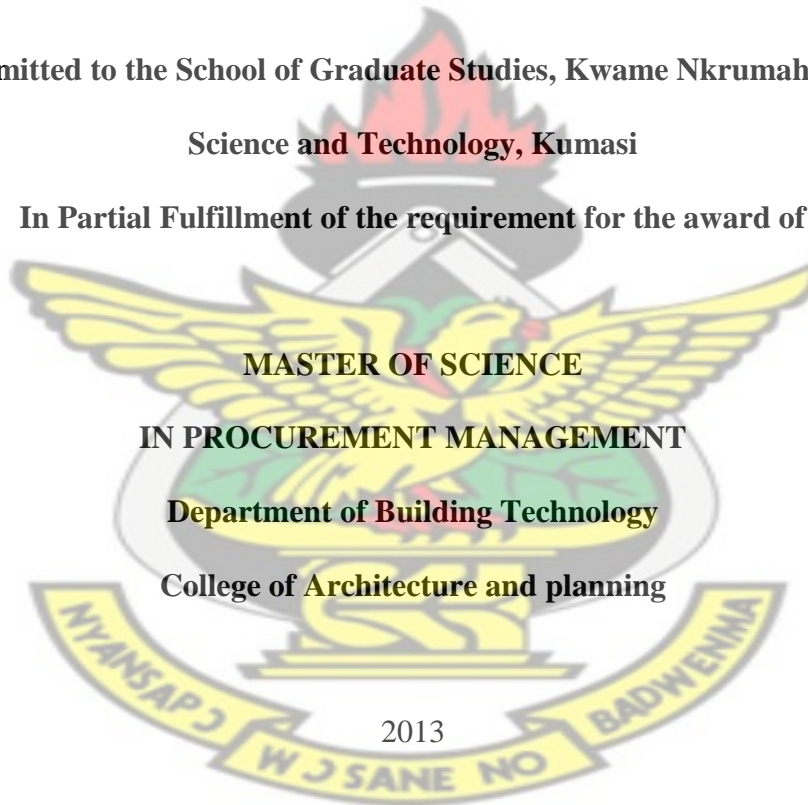 mitted to the School of Graduate Studies, Kwame Nkrumah
Science and Technology, Kumasi
In Partial Fulfillment of the requirement for the award of
MASTER OF SCIENCE
IN PROCUREMENT MANAGEMENT
Department of Building Technology
College of Architecture and planning
2013
NYANSAPƆ WƆ SANE NO BADWENMA